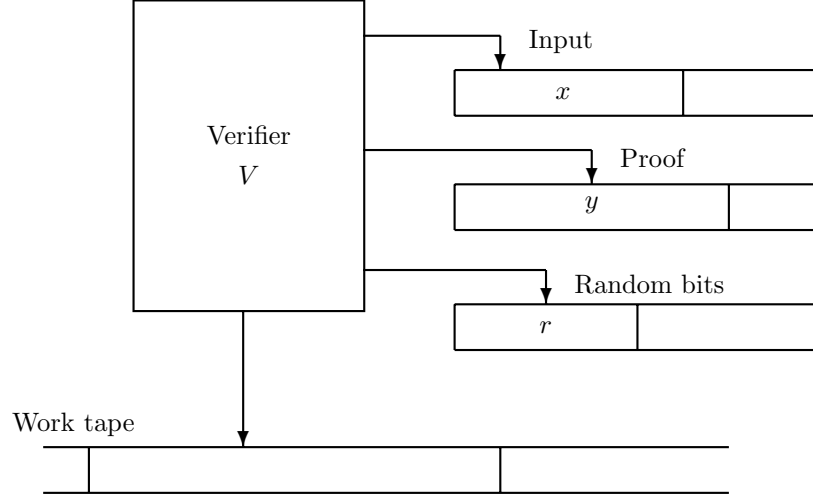 Input
x
Verifier
V
Proof
y
Random bits
r
Work tape